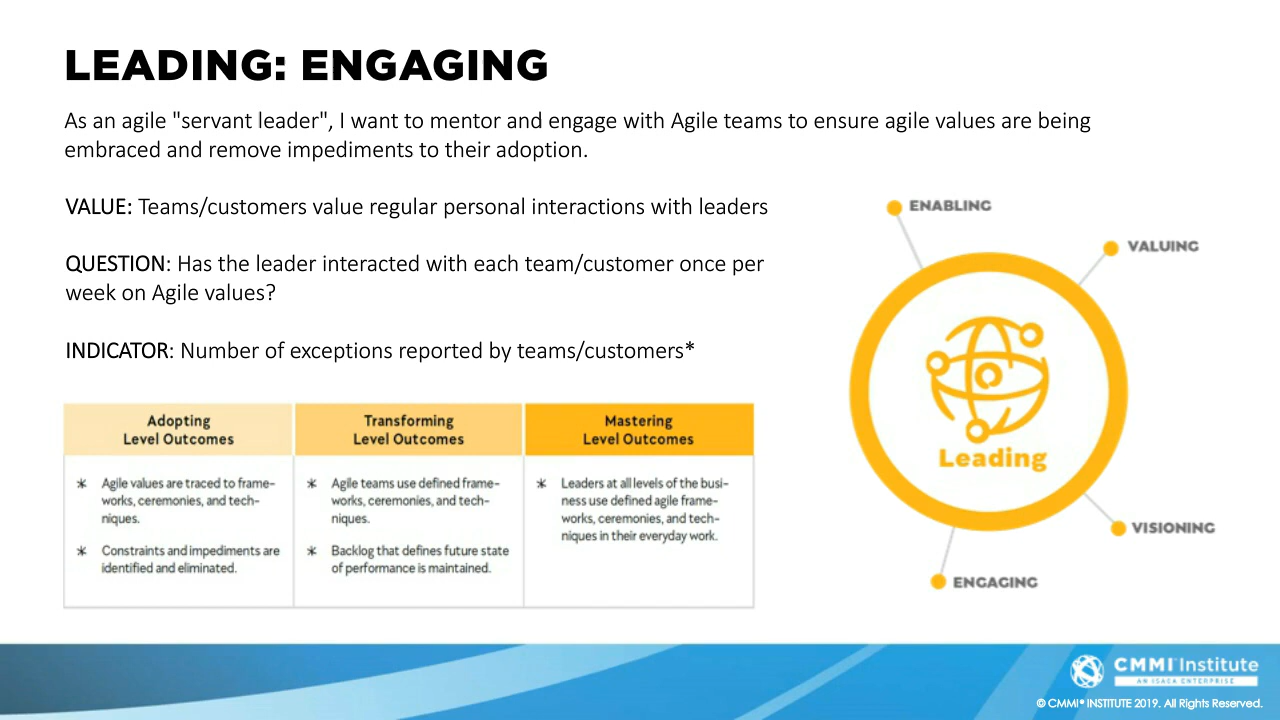 LEADING: ENGAGING
As an agile "servant leader", I want to mentor and engage with Agile teams to ensure agile values are being
embraced and remove impediments to their adoption.
VALUE: Teams/customers value regular personal interactions with leaders
QUESTION: Has the leader interacted with each team/customer once per
week on Agile values?
INDICATOR: Number of exceptions reported by teams/customers*
Adopting
Level Outcomes
* Agile values are traced to frame-
works, ceremonies, and tech-
niques.
* Constraints and impediments are
identified and eliminated.
Transforming
Level Outcomes
* Agile teams use defined frame-
works, ceremonies, and tech-
niques.
* Backlog that defines future state
of performance is maintained.
Mastering
Level Outcomes
* Leaders at all levels of the busi-
ness use defined agile frame-
works, ceremonies, and tech-
niques in their everyday work.
ENABLING
VALUING
Leading
VISIONING
ENGAGING
CMMI® Institute
AN ISACA ENTERPRISE
© CMMI® INSTITUTE 2019. All Rights Reserved.